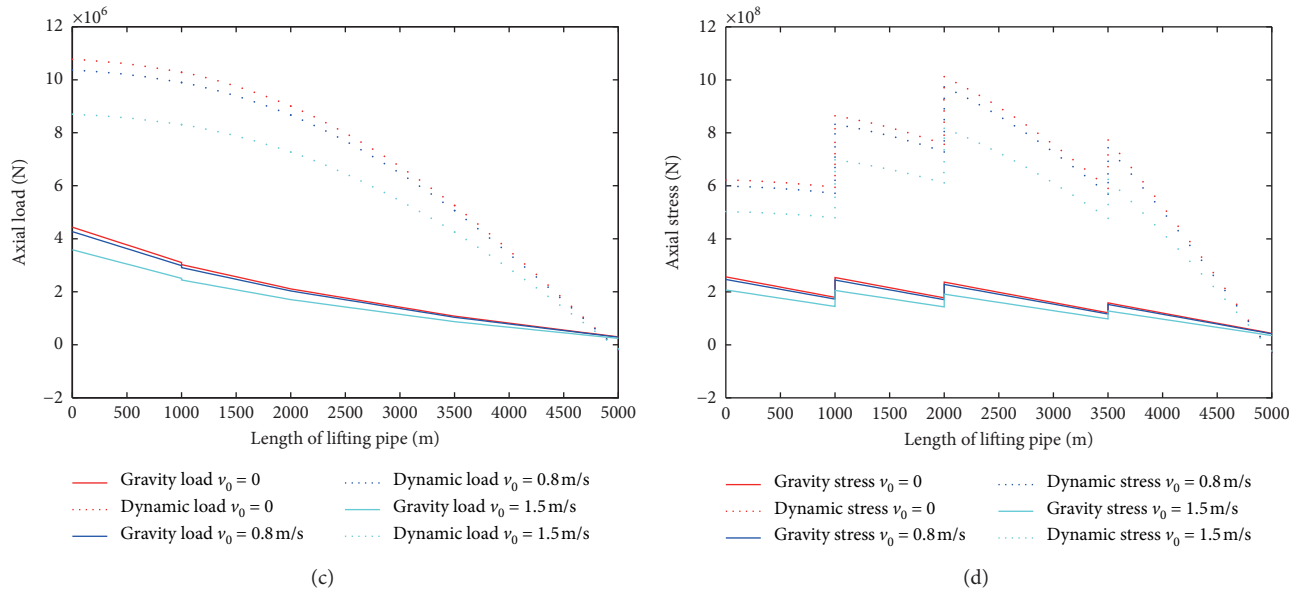 ×10⁶
12
10
8
6
4
2
0
−2
Axial load (N)
0 500 1000 1500 2000 2500 3000 3500 4000 4500 5000
Length of lifting pipe (m)
Gravity load v₀ = 0
Dynamic load v₀ = 0
Gravity load v₀ = 0.8 m/s
Dynamic load v₀ = 0.8 m/s
Gravity load v₀ = 1.5 m/s
Dynamic load v₀ = 1.5 m/s
(c)
×10⁸
12
10
8
6
4
2
0
−2
Axial stress (N)
0 500 1000 1500 2000 2500 3000 3500 4000 4500 5000
Length of lifting pipe (m)
Gravity stress v₀ = 0
Dynamic stress v₀ = 0
Gravity stress v₀ = 0.8 m/s
Dynamic stress v₀ = 0.8 m/s
Gravity stress v₀ = 1.5 m/s
Dynamic stress v₀ = 1.5 m/s
(d)